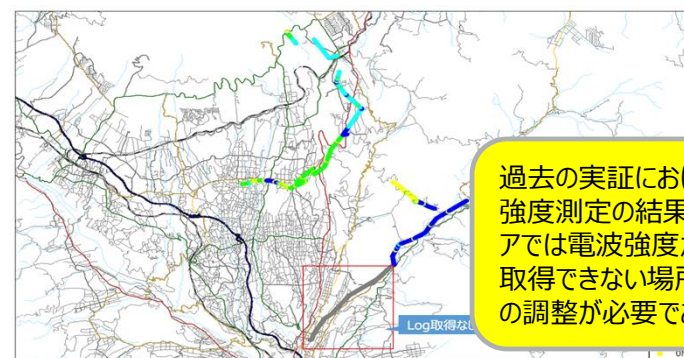 過去の実証にお
強度測定の結果
アでは電波強度
取得できない場所
の調整が必要で
Log取得な